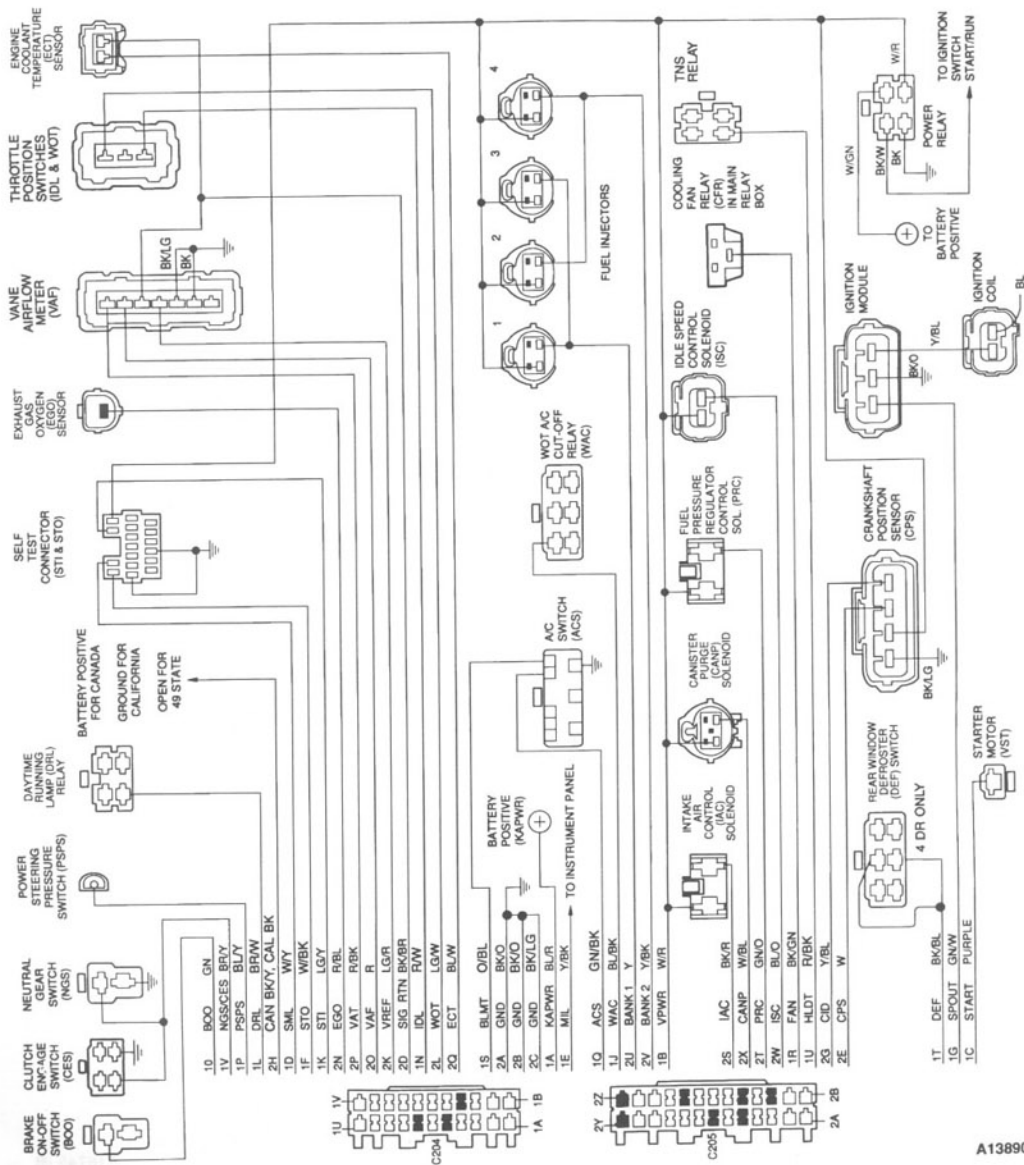 BRAKE
ON-OFF
SWITCH
(BOO)
CLUTCH
ENGAGE
SWITCH
(CES)
NEUTRAL
GEAR
SWITCH
(NGS)
POWER
STEERING
PRESSURE
SWITCH (PSPS)
DAYTIME
RUNNING
LAMP (DRL)
RELAY
BATTERY POSITIVE
FOR CANADA
GROUND FOR
CALIFORNIA
OPEN FOR
49 STATE
SELF
TEST
CONNECTOR
(STI & STO)
EXHAUST
GAS
OXYGEN
(EGO)
SENSOR
VANE
AIRFLOW
METER
(VAF)
BK/LG
BK
THROTTLE
POSITION
SWITCHES
(IDL & WOT)
ENGINE
COOLANT
TEMPERATURE
(ECT)
SENSOR
1O BOO GN
1V NGS/CES BR/Y
1P PSPS BL/Y
1L DRL BR/W
2H CAN BK/Y, CAL BK
1D SML W/Y
1F STO W/BK
1K STI LG/Y
2N EGO R/BL
2P VAT R/BK
2O VAF R
2K VREF LG/R
2D SIG RTN BK/BR
1N IDL R/W
2L WOT LG/W
2Q ECT BL/W
1S BLMT O/BL
2A GND BK/O
2B GND BK/O
2C GND BK/LG
1A KAPWR BL/R
1E MIL Y/BK
TO INSTRUMENT PANEL
BATTERY
POSITIVE
(KAPWR)
+
A/C
SWITCH
(ACS)
WOT A/C
CUT-OFF
RELAY
(WAC)
1
2
3
4
FUEL INJECTORS
1Q ACS GN/BK
1J WAC BL/BK
2U BANK 1 Y
2V BANK 2 Y/BK
1B VPWR W/R
1U
1V
1A
1B
C204
INTAKE
AIR
CONTROL
(IAC)
SOLENOID
CANISTER
PURGE
(CANP)
SOLENOID
FUEL
PRESSURE
REGULATOR
CONTROL
SOL. (PRC)
IDLE SPEED
CONTROL
SOLENOID
(ISC)
COOLING
FAN
RELAY
(CFR)
IN MAIN
RELAY
BOX
TNS
RELAY
2S IAC BK/R
2X CANP W/BL
2T PRC GN/O
2W ISC BL/O
1R FAN BK/GN
1U HLDT R/BK
2G CID Y/BL
2E CPS W
2Y
2Z
2A
2B
C205
REAR WINDOW
DEFROSTER
(DEF) SWITCH
4 DR ONLY
CRANKSHAFT
POSITION
SENSOR
(CPS)
BK/LG
IGNITION
MODULE
BK/O
Y/BL
IGNITION
COIL
BL
W/GN
W/R
BK/W
BK
POWER
RELAY
+
TO
BATTERY
POSITIVE
TO IGNITION
SWITCH
START/RUN
1T DEF BK/BL
1G SPOUT GN/W
1C START PURPLE
STARTER
MOTOR
(VST)